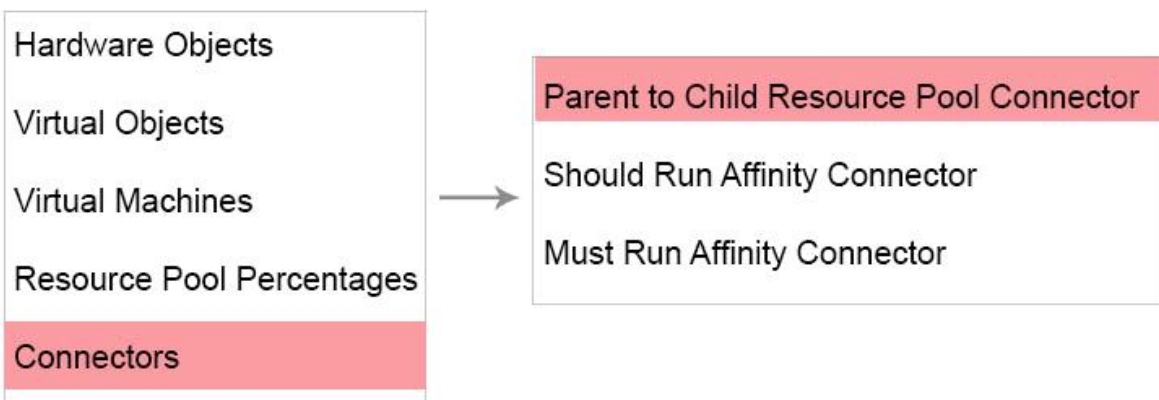 Hardware Objects
Virtual Objects
Virtual Machines
Resource Pool Percentages
Connectors
Parent to Child Resource Pool Connector
Should Run Affinity Connector
Must Run Affinity Connector